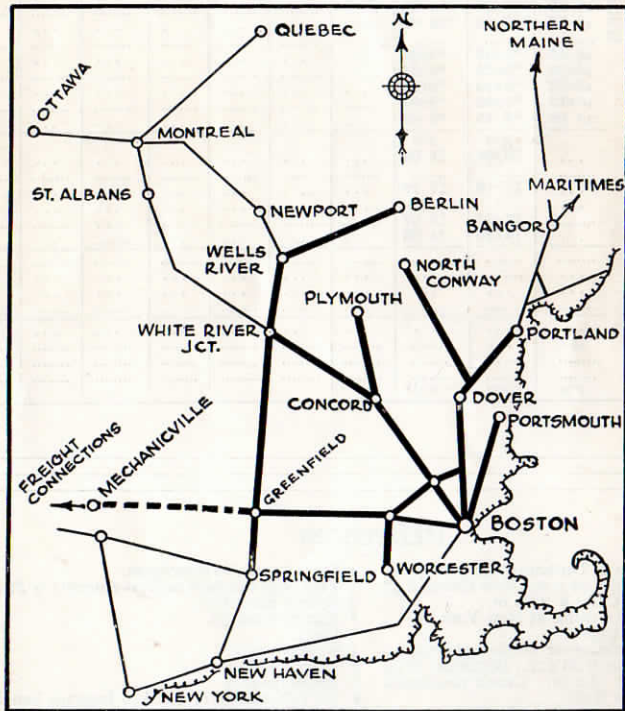 QUEBEC
N
NORTHERN
MAINE
OTTAWA
MONTREAL
ST. ALBANS
NEWPORT
BERLIN
MARITIMES
BANGOR
WELLS
RIVER
NORTH
CONWAY
PLYMOUTH
WHITE RIVER
JCT.
PORTLAND
CONCORD
DOVER
PORTSMOUTH
FREIGHT
CONNECTIONS
MECHANICVILLE
GREENFIELD
BOSTON
SPRINGFIELD
WORCESTER
NEW HAVEN
NEW YORK